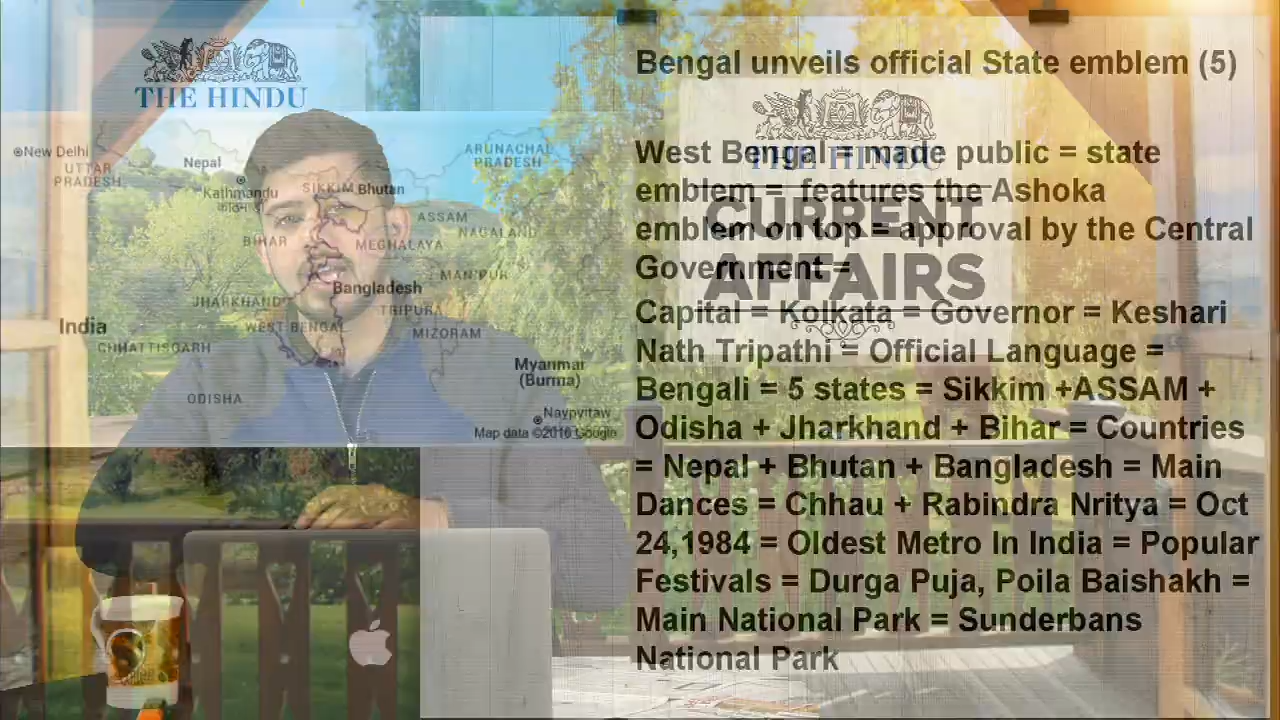 THE HINDU
Bengal unveils official State emblem (5)
THE HINDU
CURRENT
AFFAIRS
West Bengal = made public = state
emblem = features the Ashoka
emblem on top = approval by the Central
Government =
Capital = Kolkata = Governor = Keshari
Nath Tripathi = Official Language =
Bengali = 5 states = Sikkim +ASSAM +
Odisha + Jharkhand + Bihar = Countries
= Nepal + Bhutan + Bangladesh = Main
Dances = Chhau + Rabindra Nritya = Oct
24,1984 = Oldest Metro In India = Popular
Festivals = Durga Puja, Poila Baishakh =
Main National Park = Sunderbans
National Park
New Delhi
UTTAR
PRADESH
Nepal
Kathmandu
SIKKIM
Bhutan
ARUNACHAL
PRADESH
ASSAM
NAGALAND
BIHAR
MEGHALAYA
MANIPUR
Bangladesh
JHARKHAND
TRIPURA
India
WEST BENGAL
MIZORAM
CHHATTISGARH
Myanmar
(Burma)
ODISHA
Naypyitaw
Map data ©2016 Google